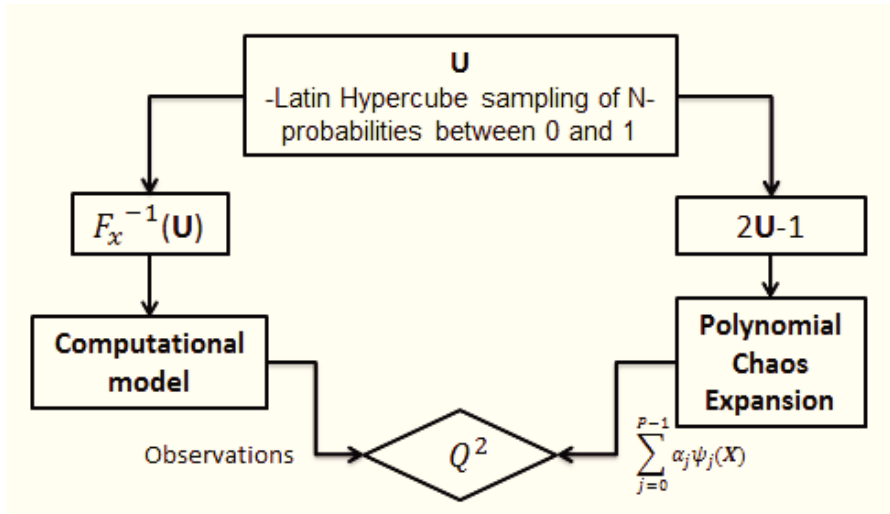 U
-Latin Hypercube sampling of N-
probabilities between 0 and 1
Fₓ⁻¹(U)
2U-1
Computational
model
Polynomial
Chaos
Expansion
Observations
Q²
∑_{j=0}^{P-1} α_jψ_j(X)